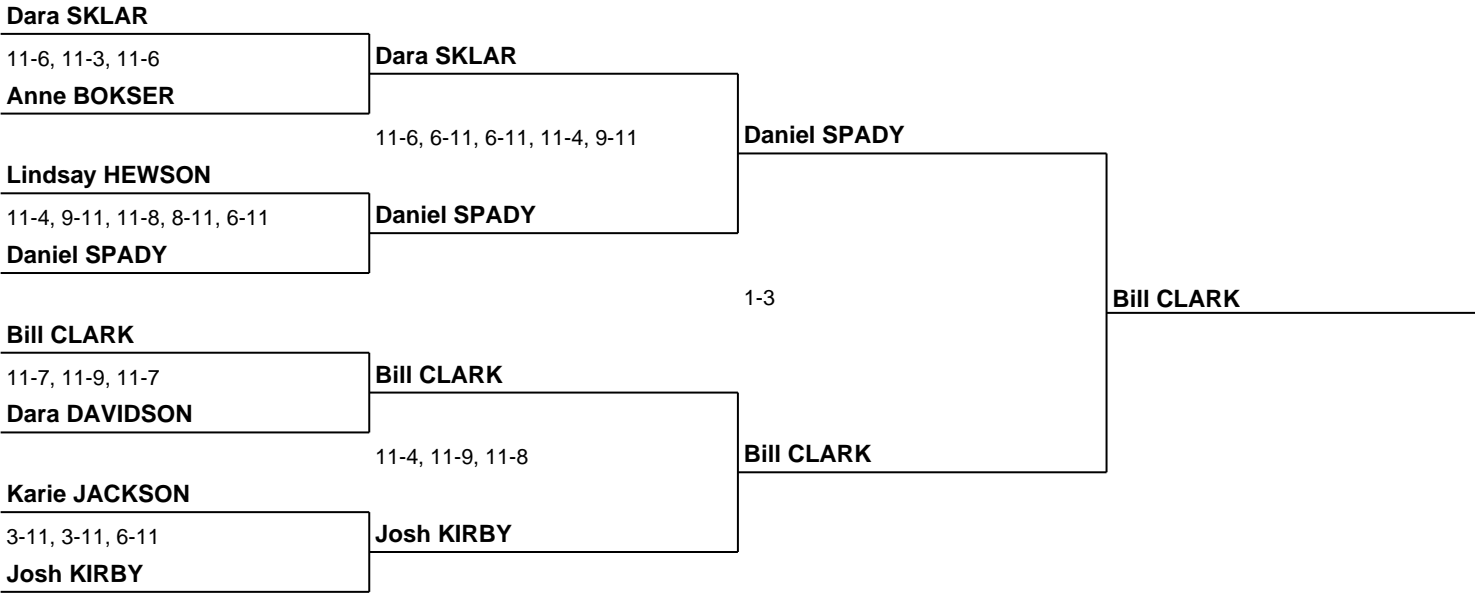 Dara SKLAR
11-6, 11-3, 11-6
Anne BOKSER
Lindsay HEWSON
11-4, 9-11, 11-8, 8-11, 6-11
Daniel SPADY
Bill CLARK
11-7, 11-9, 11-7
Dara DAVIDSON
Karie JACKSON
3-11, 3-11, 6-11
Josh KIRBY
Dara SKLAR
11-6, 6-11, 6-11, 11-4, 9-11
Daniel SPADY
Bill CLARK
11-4, 11-9, 11-8
Josh KIRBY
Daniel SPADY
1-3
Bill CLARK
Bill CLARK